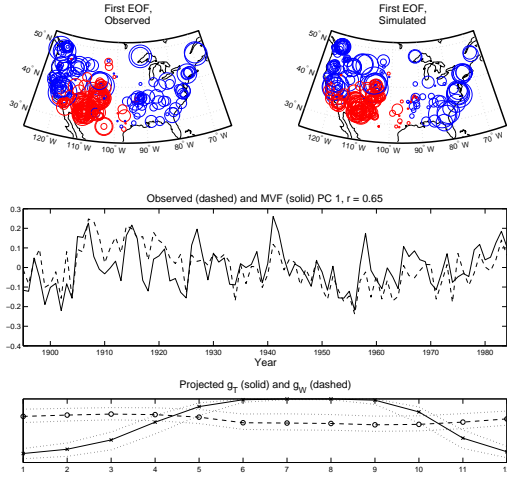 First EOF,
Observed
First EOF,
Simulated
50° N
40° N
30° N
120° W
110° W
100° W
90° W
80° W
70° W
50° N
40° N
30° N
120° W
110° W
100° W
90° W
80° W
70° W
Observed (dashed) and MVF (solid) PC 1, r = 0.65
0.3
0.2
0.1
0
−0.1
−0.2
−0.3
−0.4
1900 1910 1920 1930 1940 1950 1960 1970 1980
Year
Projected g_T (solid) and g_W (dashed)
1 2 3 4 5 6 7 8 9 10 11